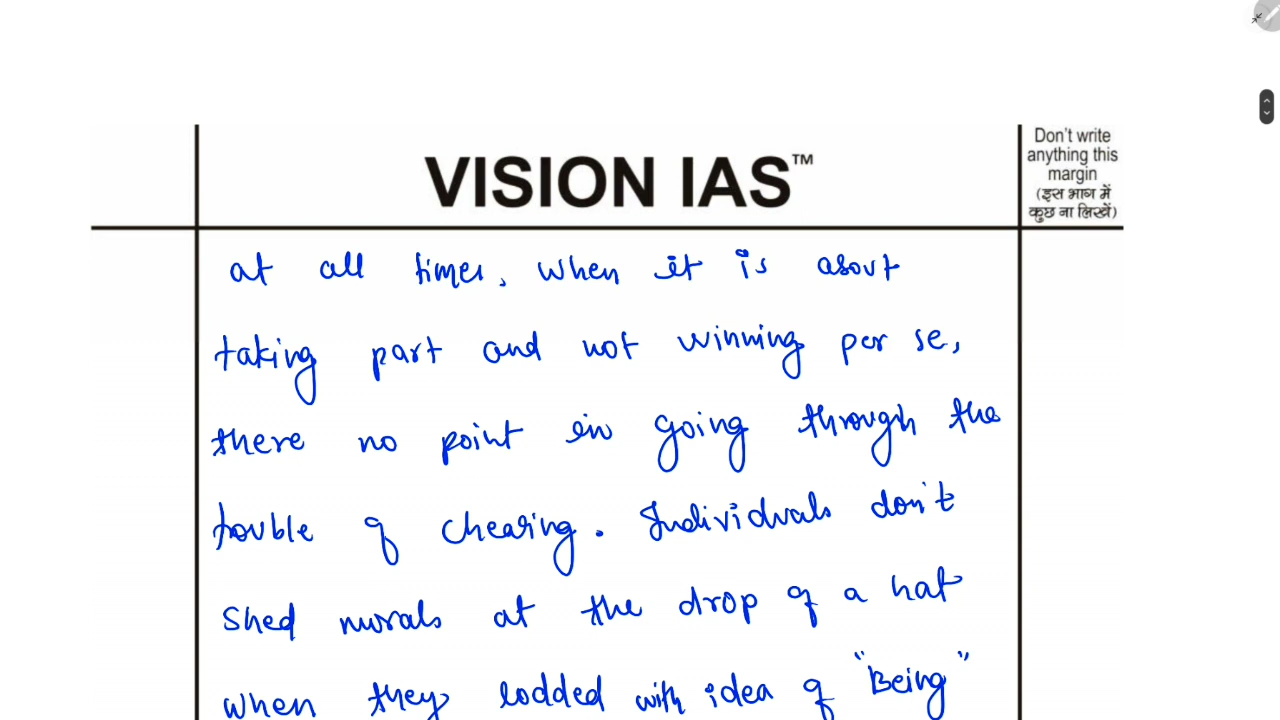 VISION IAS™
Don't write
anything this
margin
(इस भाग में
कुछ ना लिखें)
at all times. When it is about
taking part and not winning per se,
there no point in going through the
trouble of cheating. Individuals don't
shed morals at the drop of a hat
when they lodded with idea of "Being"